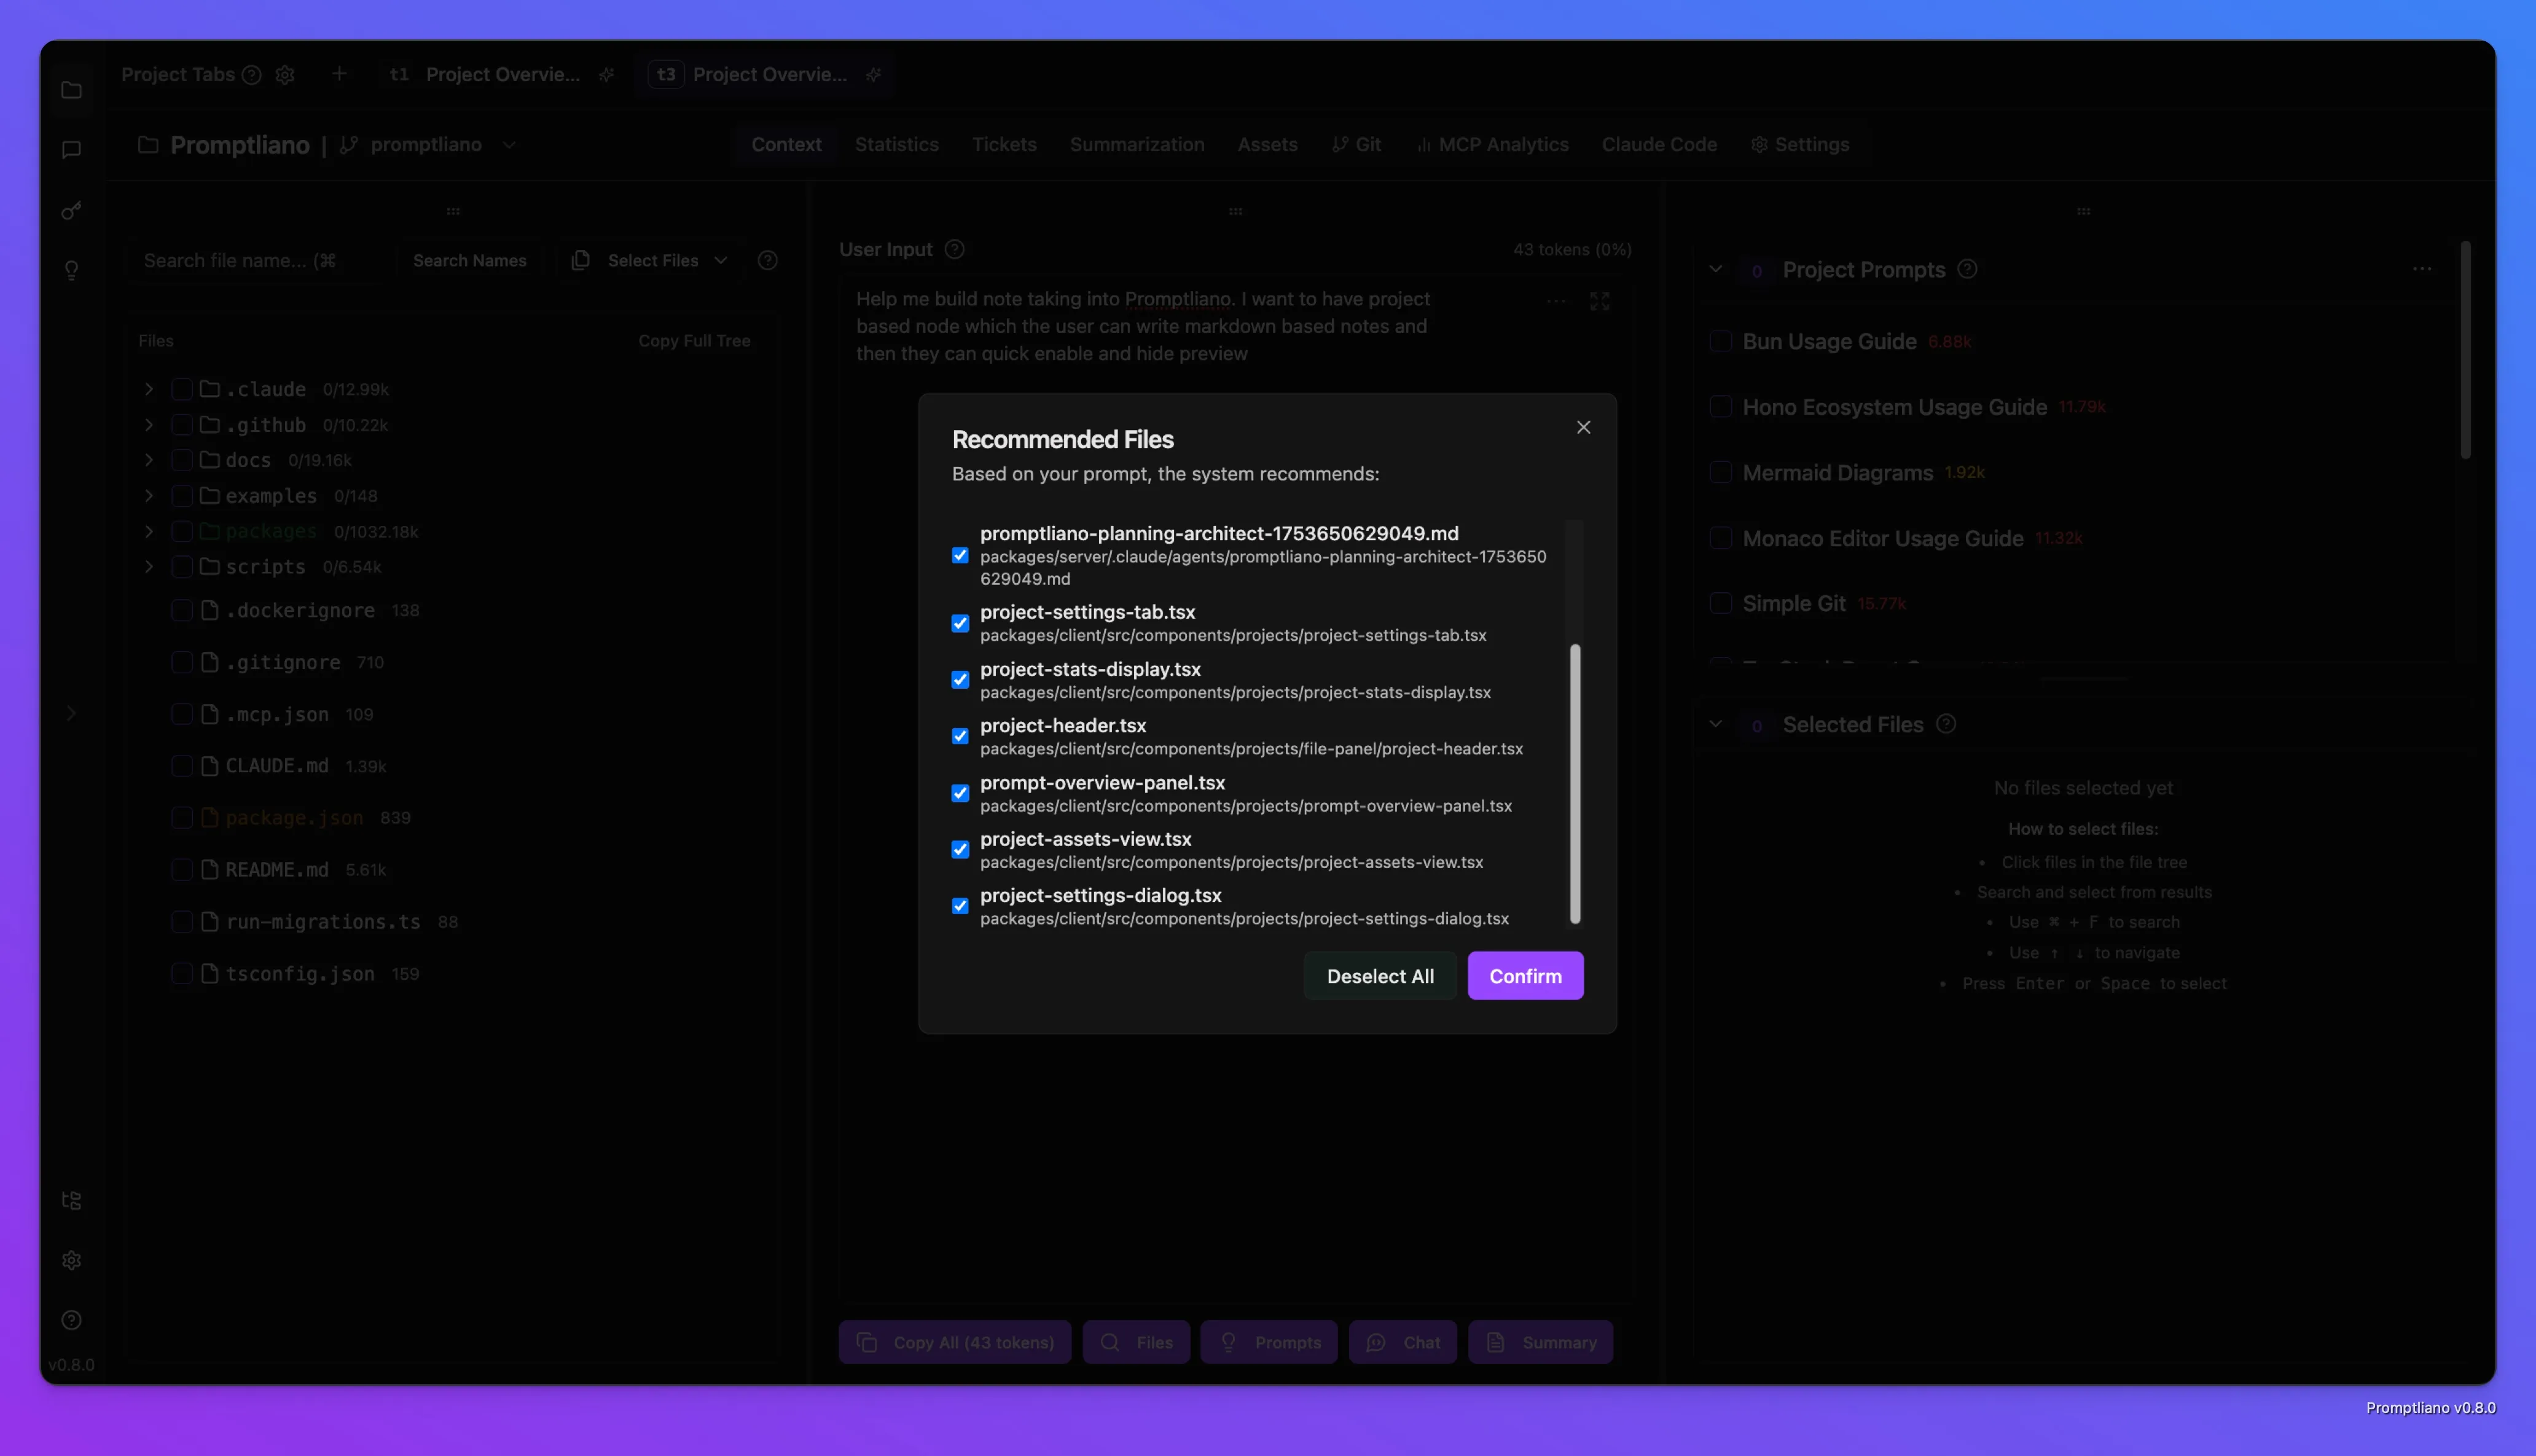 Project Tabs
t1 Project Overvie...
t3 Project Overvie...
Promptliano | promptliano
Context Statistics Tickets Summarization Assets Git MCP Analytics Claude Code Settings
Search file name... (⌘
Search Names
Select Files
Files
Copy Full Tree
.claude 0/12.99k
.github 0/10.22k
docs 0/19.16k
examples 0/148
packages 0/1032.18k
scripts 0/6.54k
.dockerignore 138
.gitignore 710
.mcp.json 109
CLAUDE.md 1.39k
package.json 839
README.md 5.61k
run-migrations.ts 88
tsconfig.json 159
v0.8.0
User Input
43 tokens (0%)
Help me build note taking into Promptliano. I want to have project
based node which the user can write markdown based notes and
then they can quick enable and hide preview
Recommended Files
Based on your prompt, the system recommends:
promptliano-planning-architect-1753650629049.md
packages/server/.claude/agents/promptliano-planning-architect-1753650
629049.md
project-settings-tab.tsx
packages/client/src/components/projects/project-settings-tab.tsx
project-stats-display.tsx
packages/client/src/components/projects/project-stats-display.tsx
project-header.tsx
packages/client/src/components/projects/file-panel/project-header.tsx
prompt-overview-panel.tsx
packages/client/src/components/projects/prompt-overview-panel.tsx
project-assets-view.tsx
packages/client/src/components/projects/project-assets-view.tsx
project-settings-dialog.tsx
packages/client/src/components/projects/project-settings-dialog.tsx
Deselect All
Confirm
Copy All (43 tokens)
Files
Prompts
Chat
Summary
0 Project Prompts
Bun Usage Guide 6.88k
Hono Ecosystem Usage Guide 11.79k
Mermaid Diagrams 1.92k
Monaco Editor Usage Guide 11.32k
Simple Git 15.77k
0 Selected Files
No files selected yet
How to select files:
• Click files in the file tree
• Search and select from results
• Use ⌘ + F to search
• Use ↑ ↓ to navigate
• Press Enter or Space to select
Promptliano v0.8.0